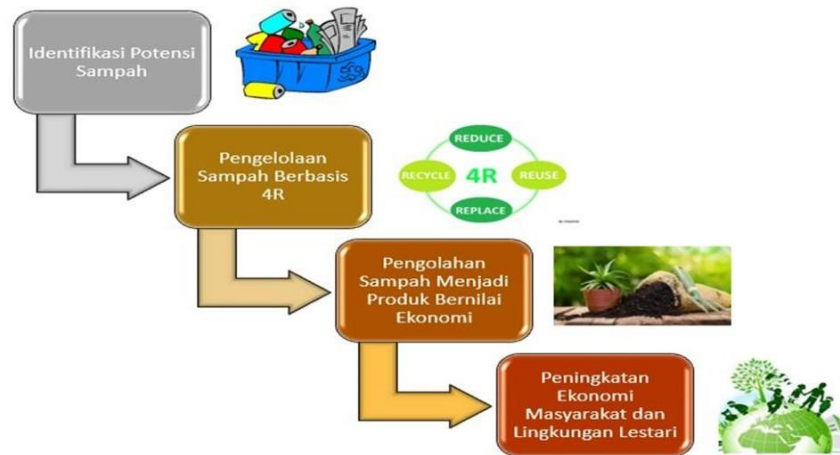 Identifikasi Potensi
Sampah
Pengelolaan
Sampah Berbasis
4R
REDUCE
RECYCLE
4R
REUSE
REPLACE
Pengolahan
Sampah Menjadi
Produk Bernilai
Ekonomi
Peningkatan
Ekonomi
Masyarakat dan
Lingkungan Lestari